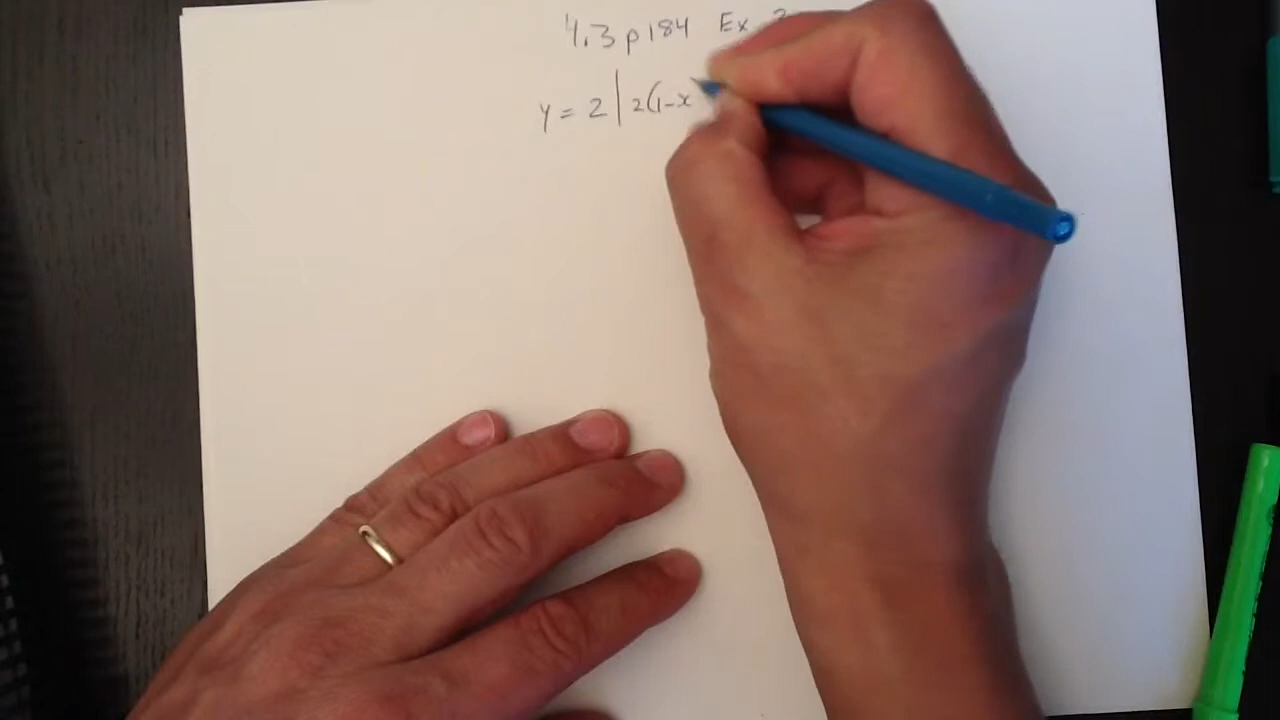 4.3 p184 Ex
y = 2 | 2(1-x